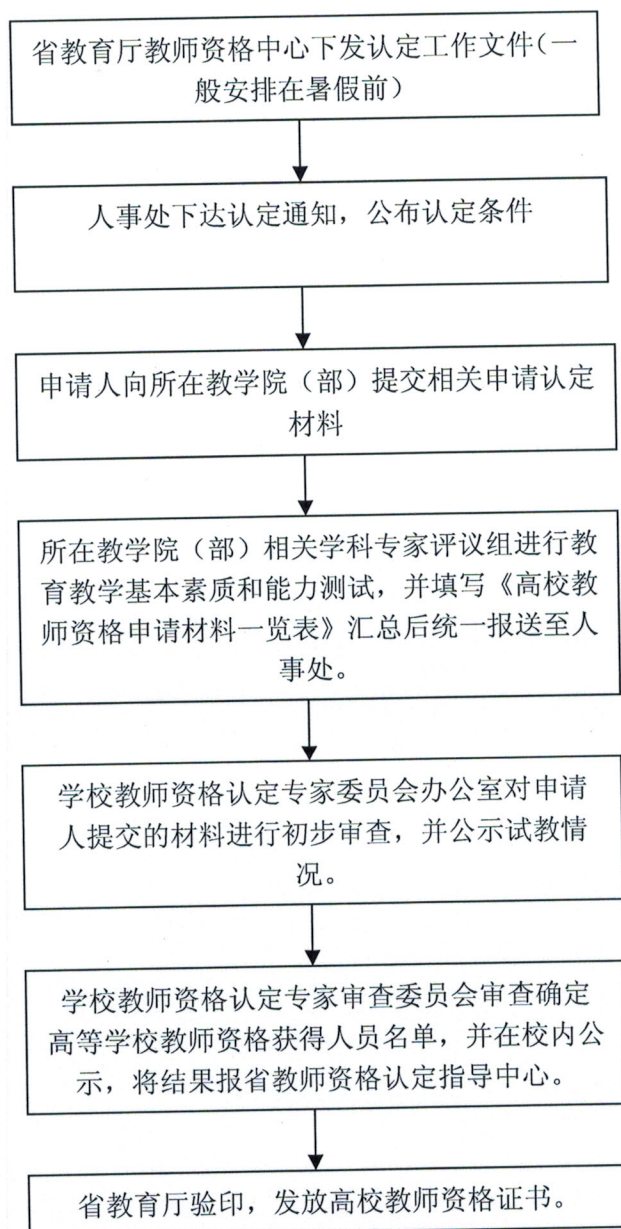 省教育厅教师资格中心下发认定工作文件（一
般安排在暑假前）
人事处下达认定通知，公布认定条件
申请人向所在教学院（部）提交相关申请认定
材料
所在教学院（部）相关学科专家评议组进行教
育教学基本素质和能力测试，并填写《高校教
师资格申请材料一览表》汇总后统一报送至人
事处。
学校教师资格认定专家委员会办公室对申请
人提交的材料进行初步审查，并公示试教情
况。
学校教师资格认定专家审查委员会审查确定
高等学校教师资格获得人员名单，并在校内公
示，将结果报省教师资格认定指导中心。
省教育厅验印，发放高校教师资格证书。